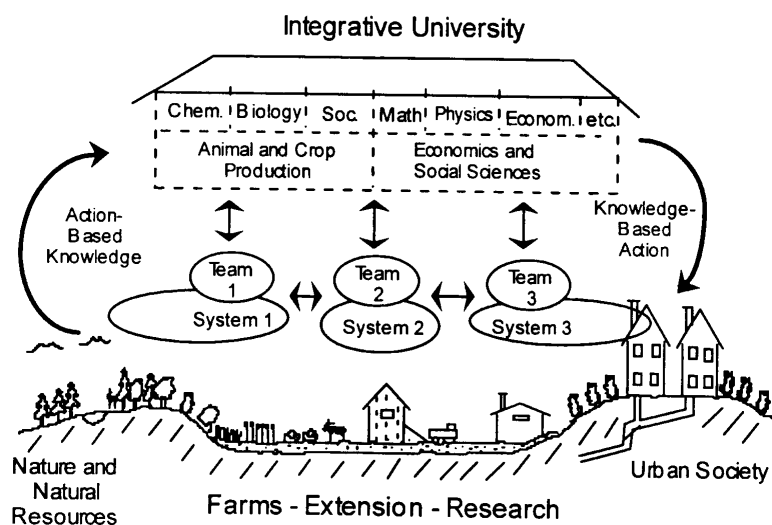 Integrative University
Chem. Biology Soc. Math Physics Econom. etc.
Animal and Crop
Production
Economics and
Social Sciences
Action-
Based
Knowledge
Knowledge-
Based
Action
Team
1
System 1
Team
2
System 2
Team
3
System 3
Nature and
Natural
Resources
Farms - Extension - Research
Urban Society